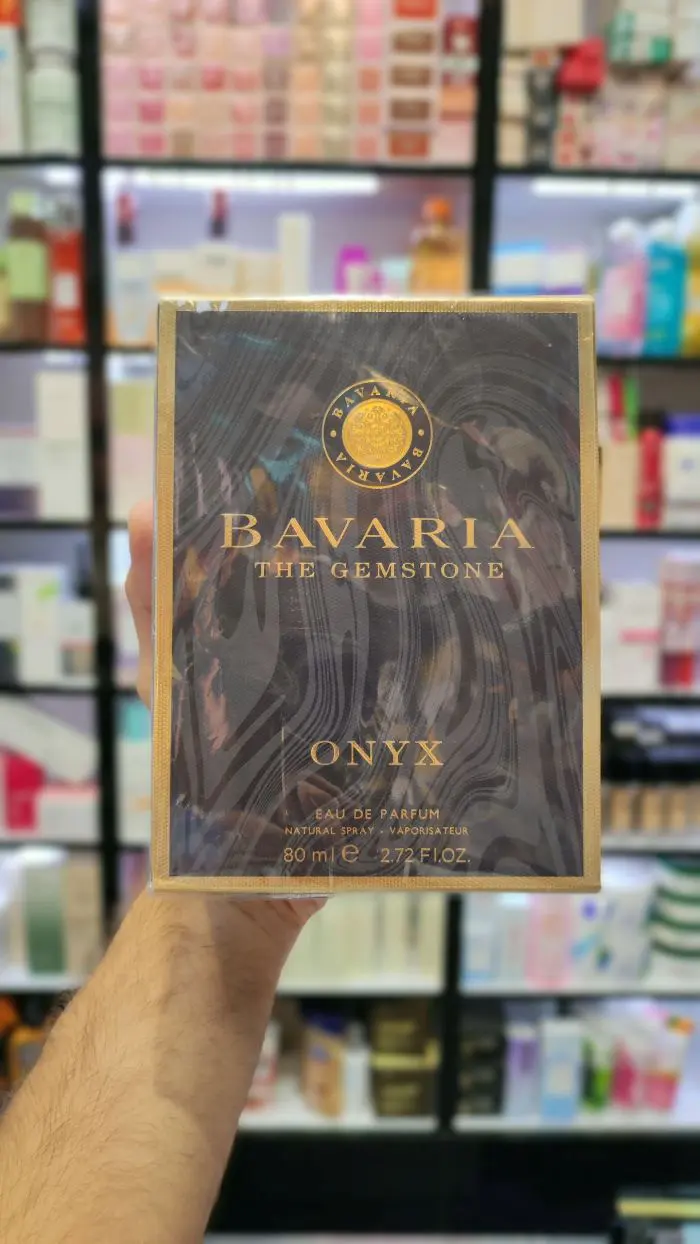 BAVARIA
BAVARIA
BAVARIA
THE GEMSTONE
ONYX
EAU DE PARFUM
NATURAL SPRAY - VAPORISATEUR
80 ml e 2.72 Fl.OZ.